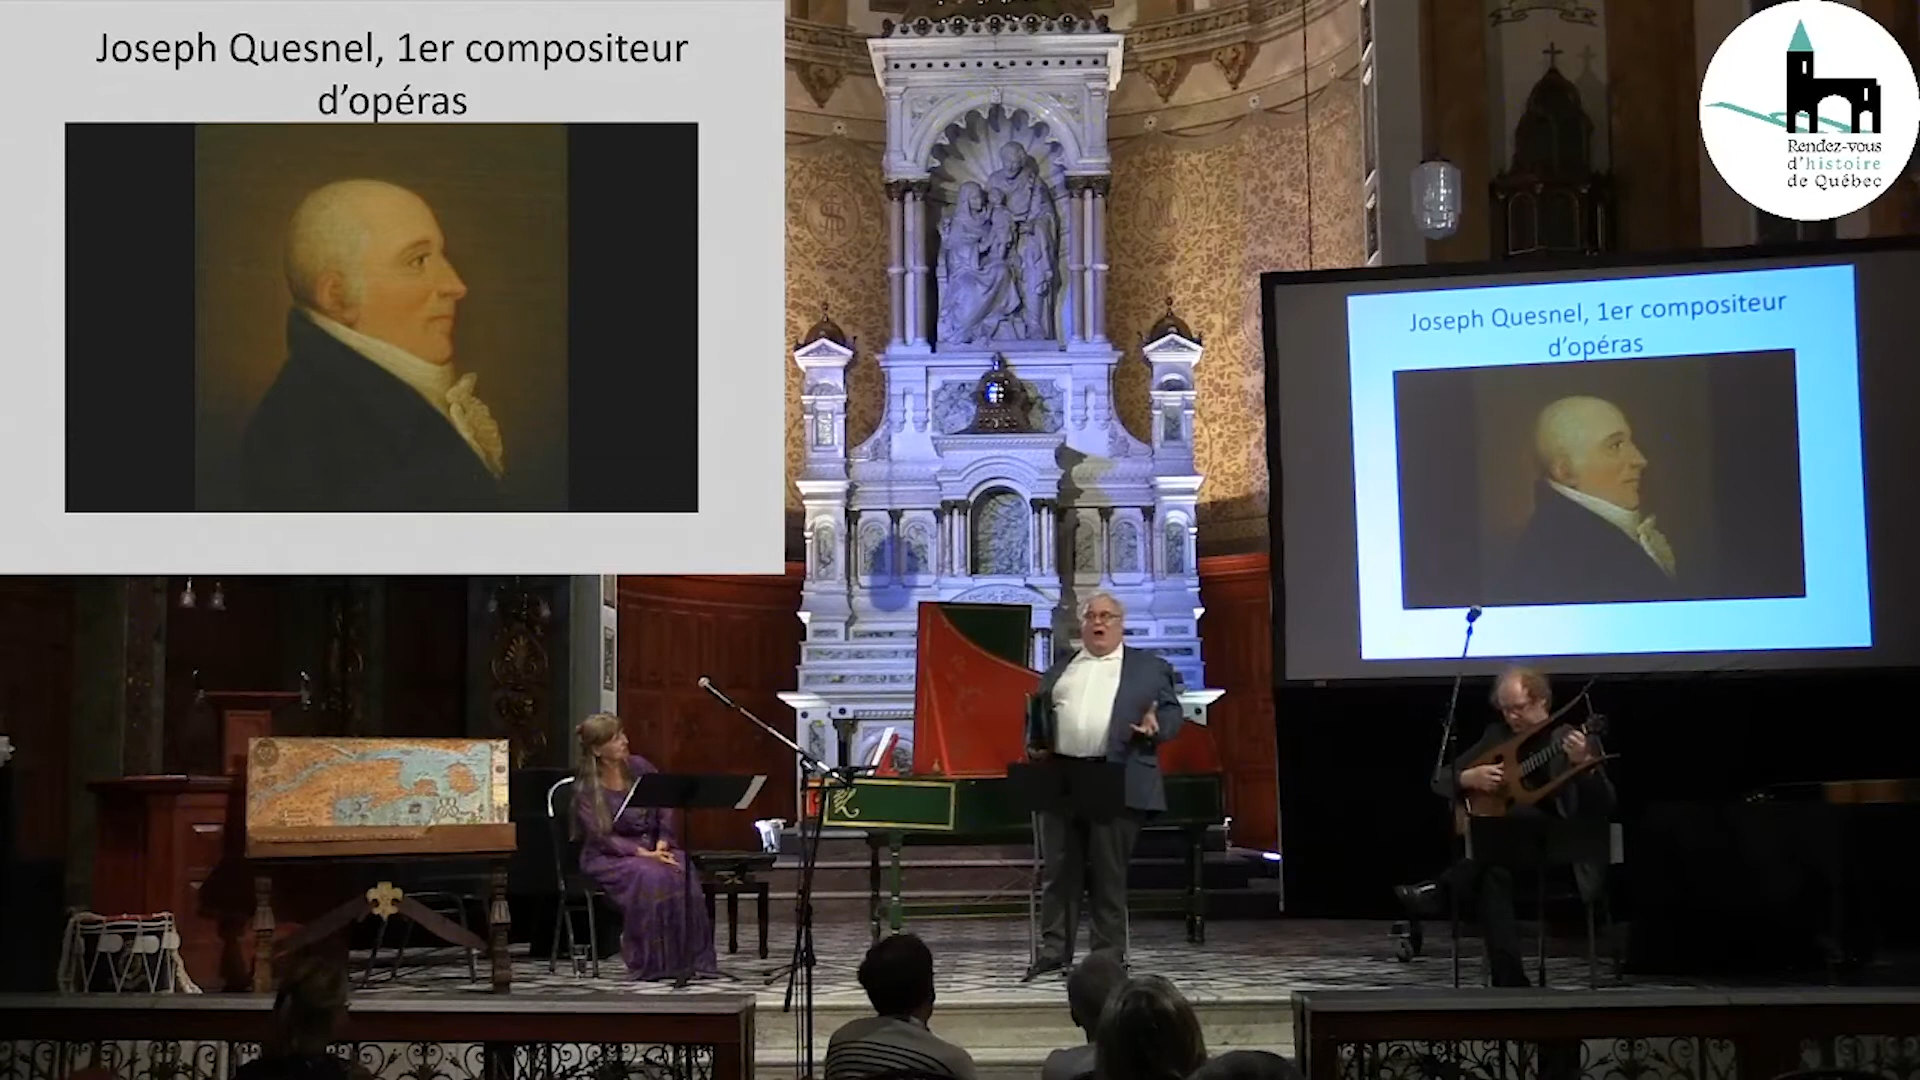 Joseph Quesnel, 1er compositeur
d'opéras
Rendez-vous
d'histoire
de Québec
Joseph Quesnel, 1er compositeur
d'opéras